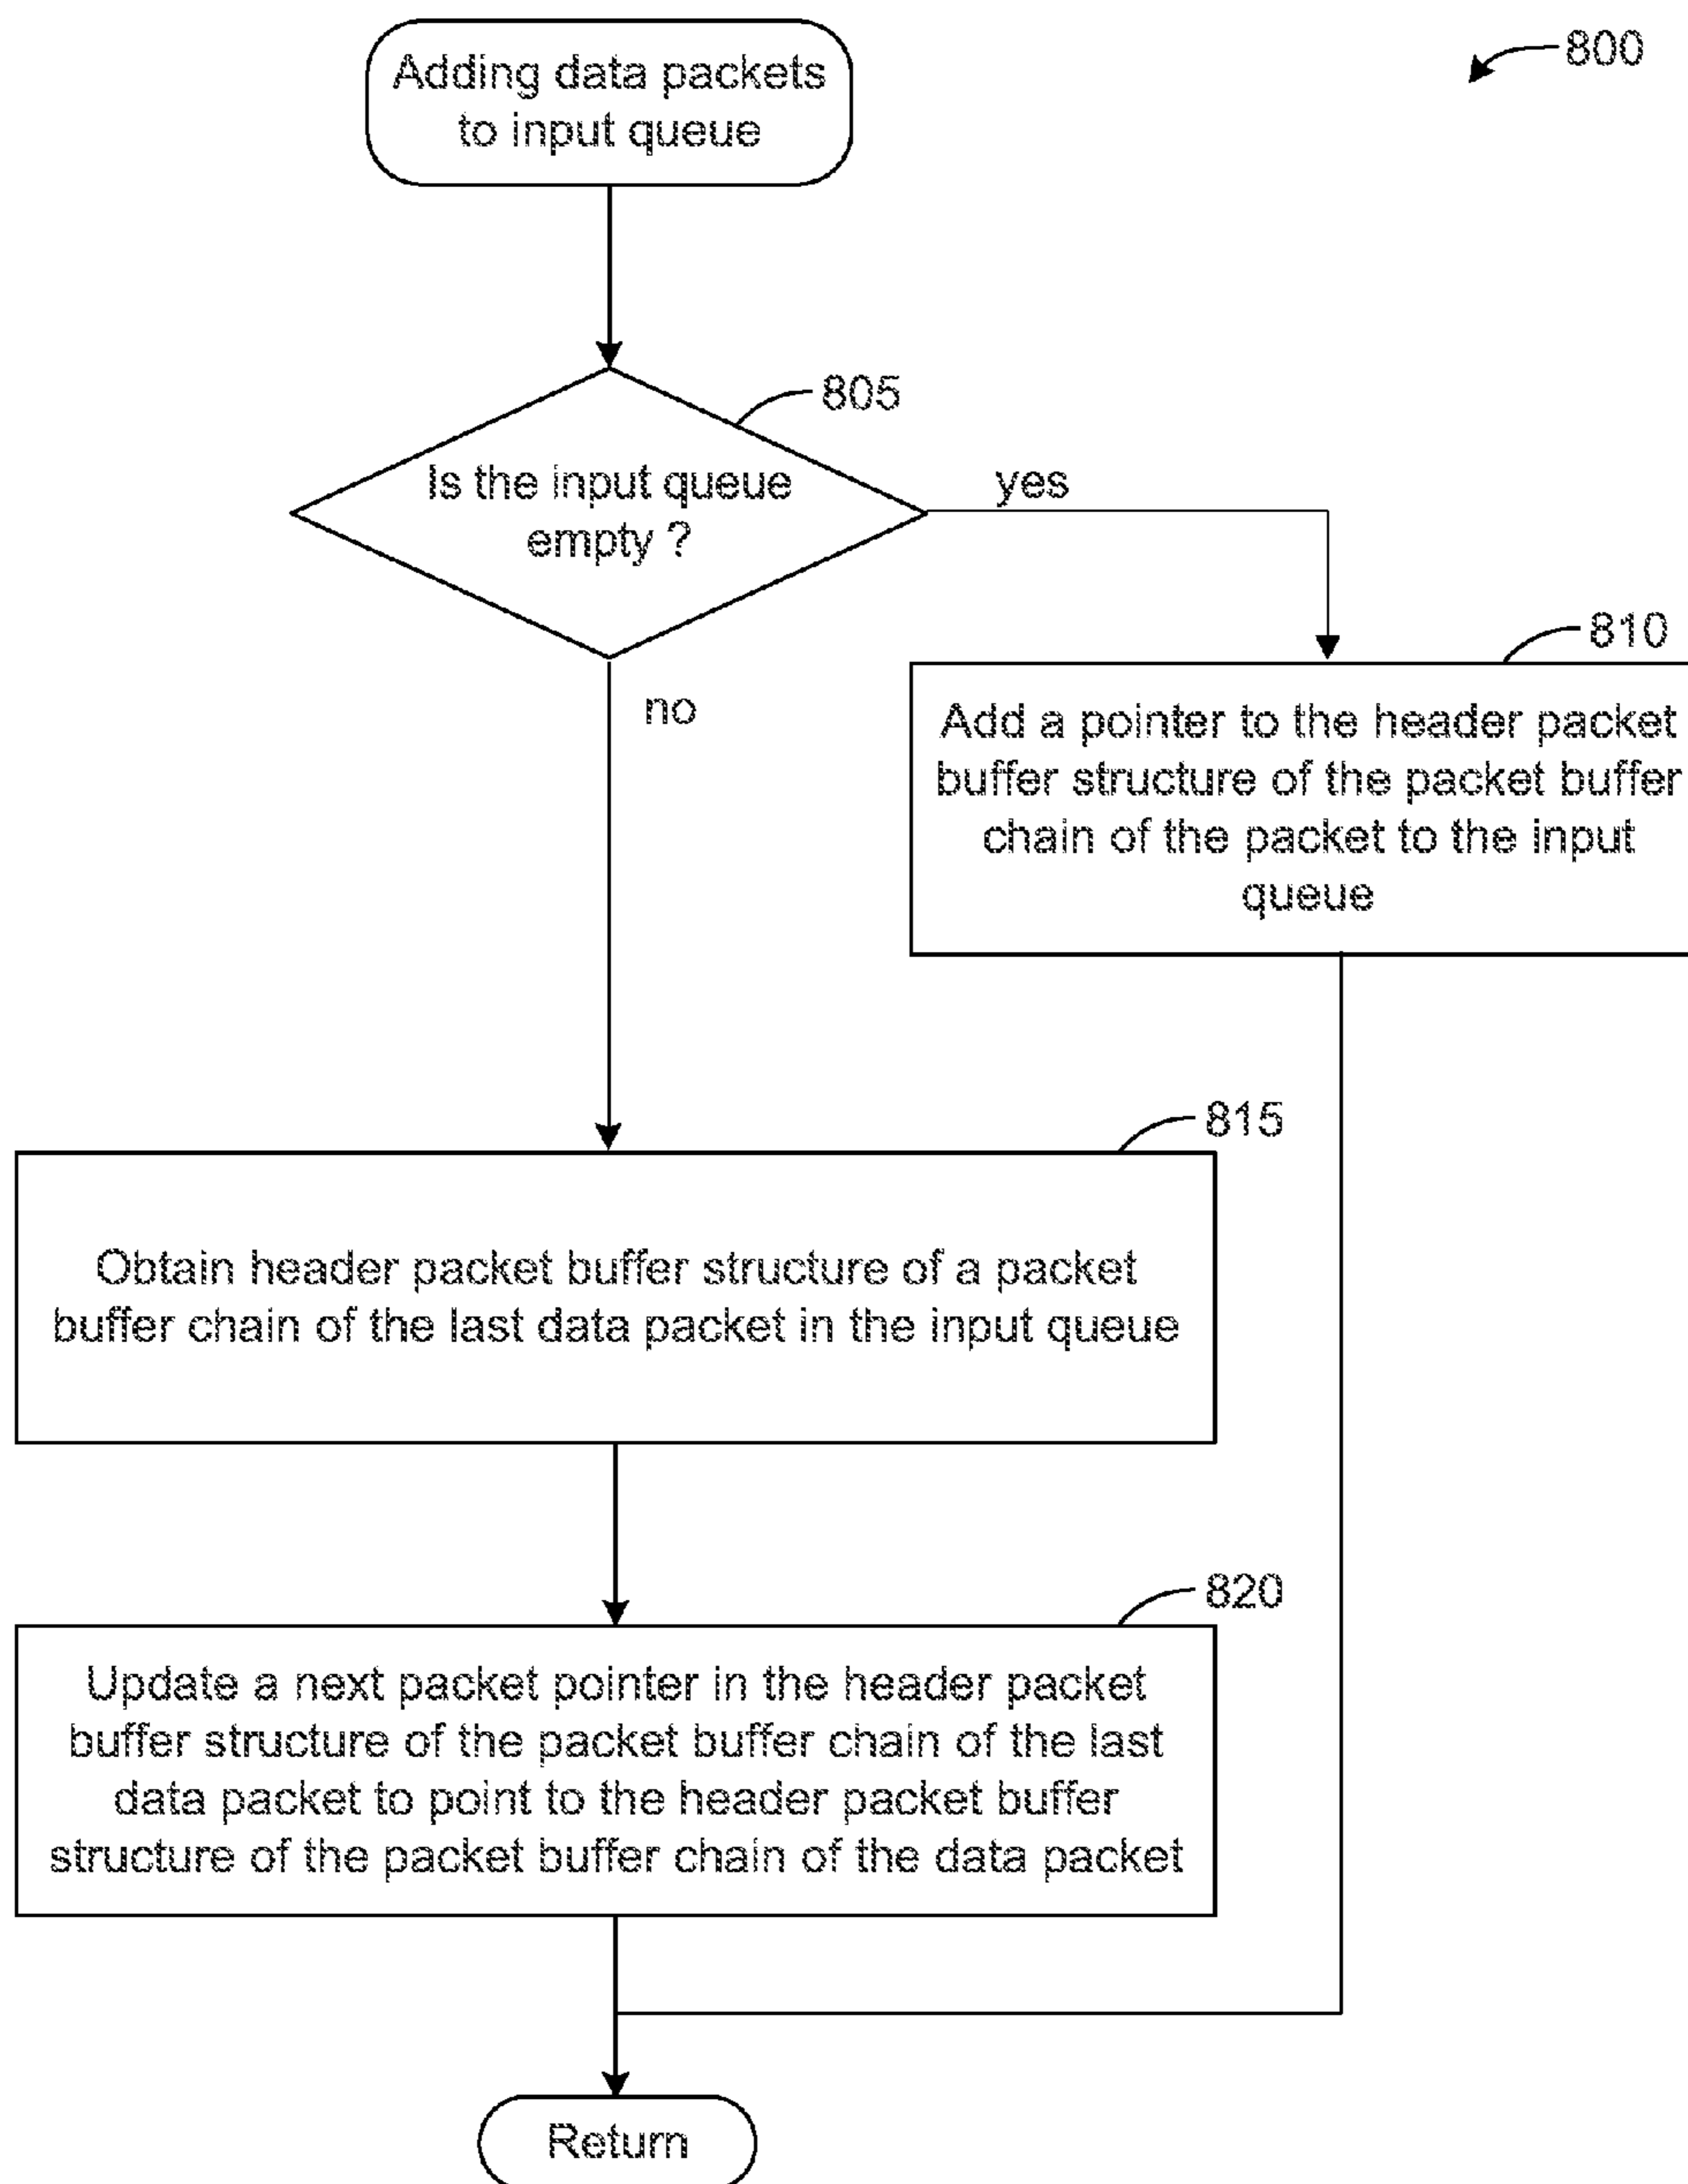 Adding data packets
to input queue
800
805
Is the input queue
empty ?
yes
no
810
Add a pointer to the header packet
buffer structure of the packet buffer
chain of the packet to the input
queue
815
Obtain header packet buffer structure of a packet
buffer chain of the last data packet in the input queue
820
Update a next packet pointer in the header packet
buffer structure of the packet buffer chain of the last
data packet to point to the header packet buffer
structure of the packet buffer chain of the data packet
Return